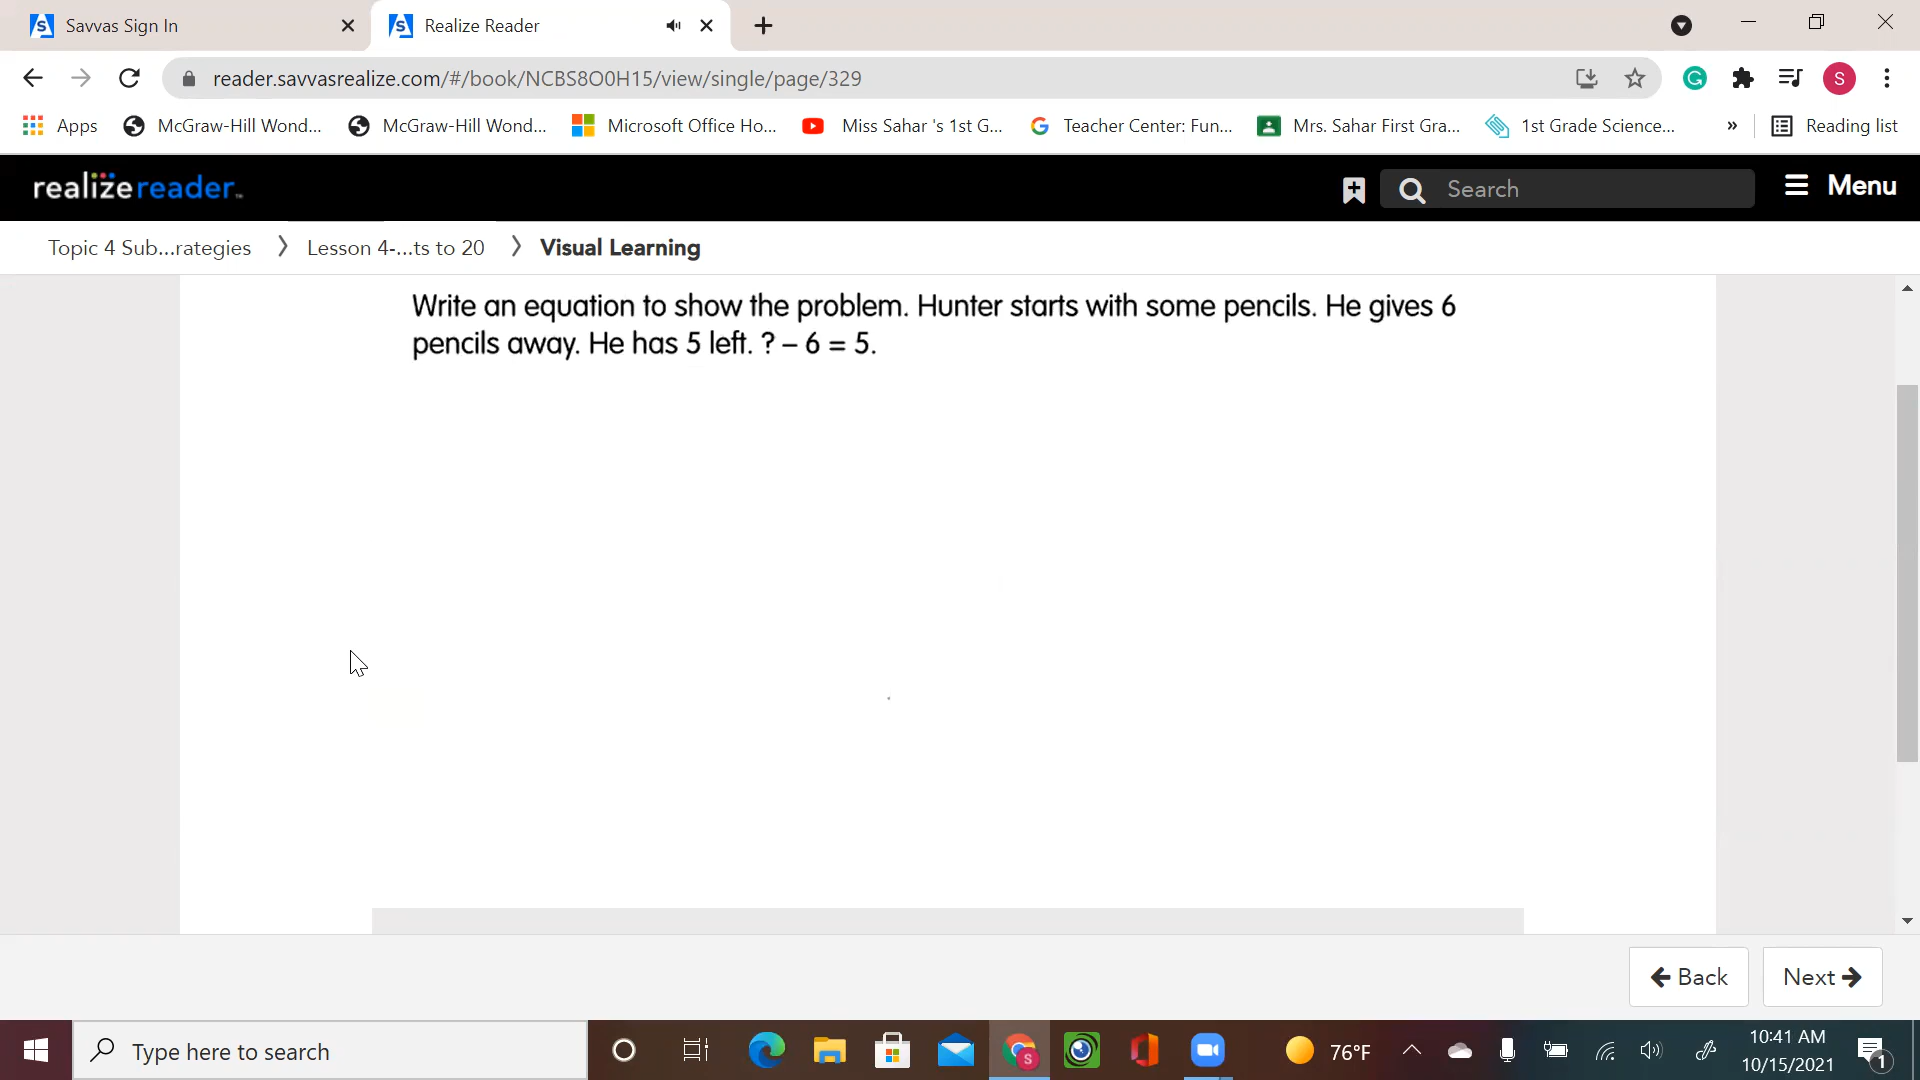 Savvas Sign In
Realize Reader
reader.savvasrealize.com/#/book/NCBS8O0H15/view/single/page/329
S
Apps
McGraw-Hill Wond...
McGraw-Hill Wond...
Microsoft Office Ho...
Miss Sahar 's 1st G...
Teacher Center: Fun...
Mrs. Sahar First Gra...
1st Grade Science...
»
Reading list
realizereader™
Search
Menu
Topic 4 Sub...rategies
Lesson 4-...ts to 20
Visual Learning
Write an equation to show the problem. Hunter starts with some pencils. He gives 6
pencils away. He has 5 left. ? – 6 = 5.
Back
Next
Type here to search
76°F
10:41 AM
10/15/2021
1